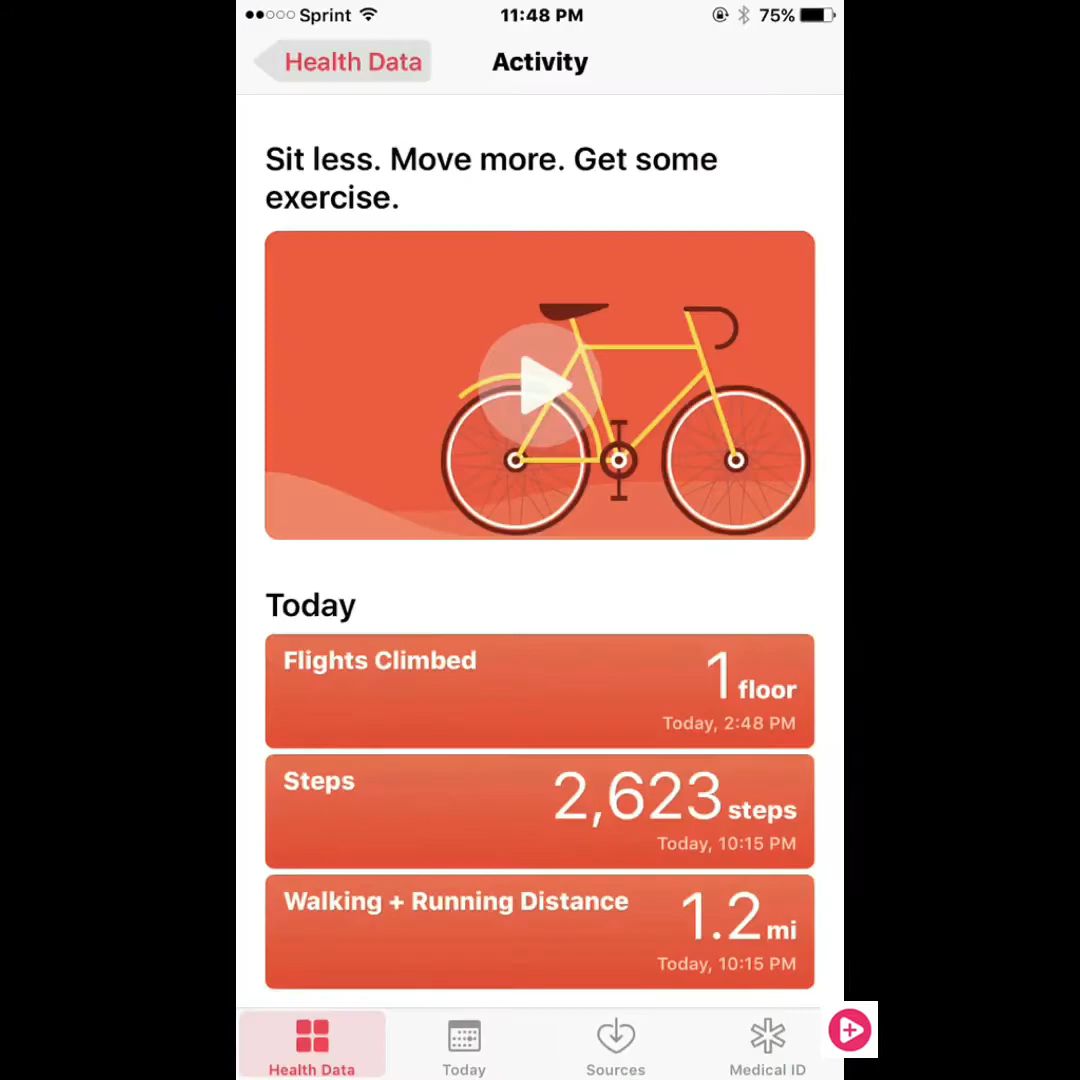 Sprint 11:48 PM 75%
Health Data Activity
Sit less. Move more. Get some
exercise.
Today
Flights Climbed
1 floor
Today, 2:48 PM
Steps
2,623 steps
Today, 10:15 PM
Walking + Running Distance
1.2 mi
Today, 10:15 PM
Health Data Today Sources Medical ID